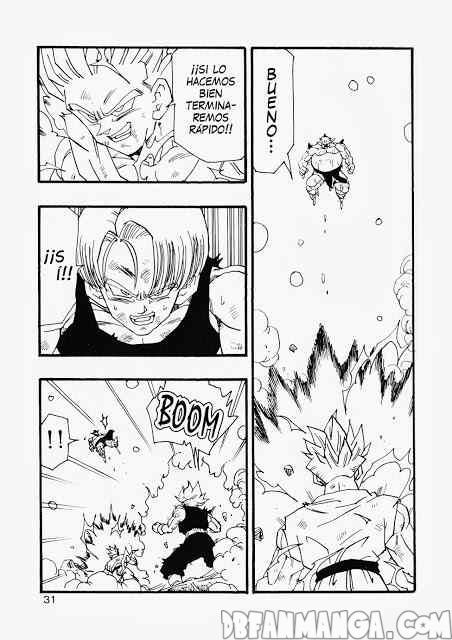 BUENO...
¡¡SI LO
HACEMOS
BIEN
TERMINA-
REMOS
RÁPIDO!!
¡¡S
Í!!
BOOM
!!
31
DBFANMANGA.COM